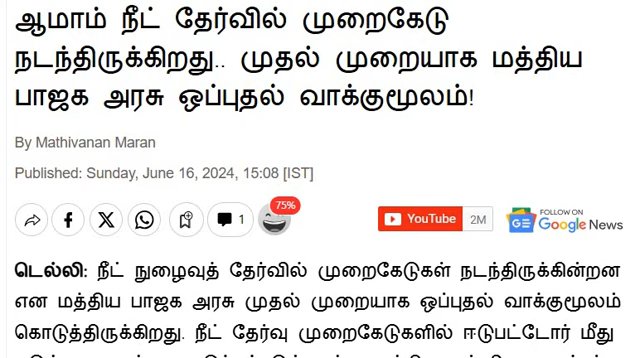 ஆமாம் நீட் தேர்வில் முறைகேடு
நடந்திருக்கிறது.. முதல் முறையாக மத்திய
பாஜக அரசு ஒப்புதல் வாக்குமூலம்!
By Mathivanan Maran
Published: Sunday, June 16, 2024, 15:08 [IST]
1
75%
YouTube 2M
FOLLOW ON
Google News
டெல்லி: நீட் நுழைவுத் தேர்வில் முறைகேடுகள் நடந்திருக்கின்றன
என மத்திய பாஜக அரசு முதல் முறையாக ஒப்புதல் வாக்குமூலம்
கொடுத்திருக்கிறது. நீட் தேர்வு முறைகேடுகளில் ஈடுபட்டோர் மீது